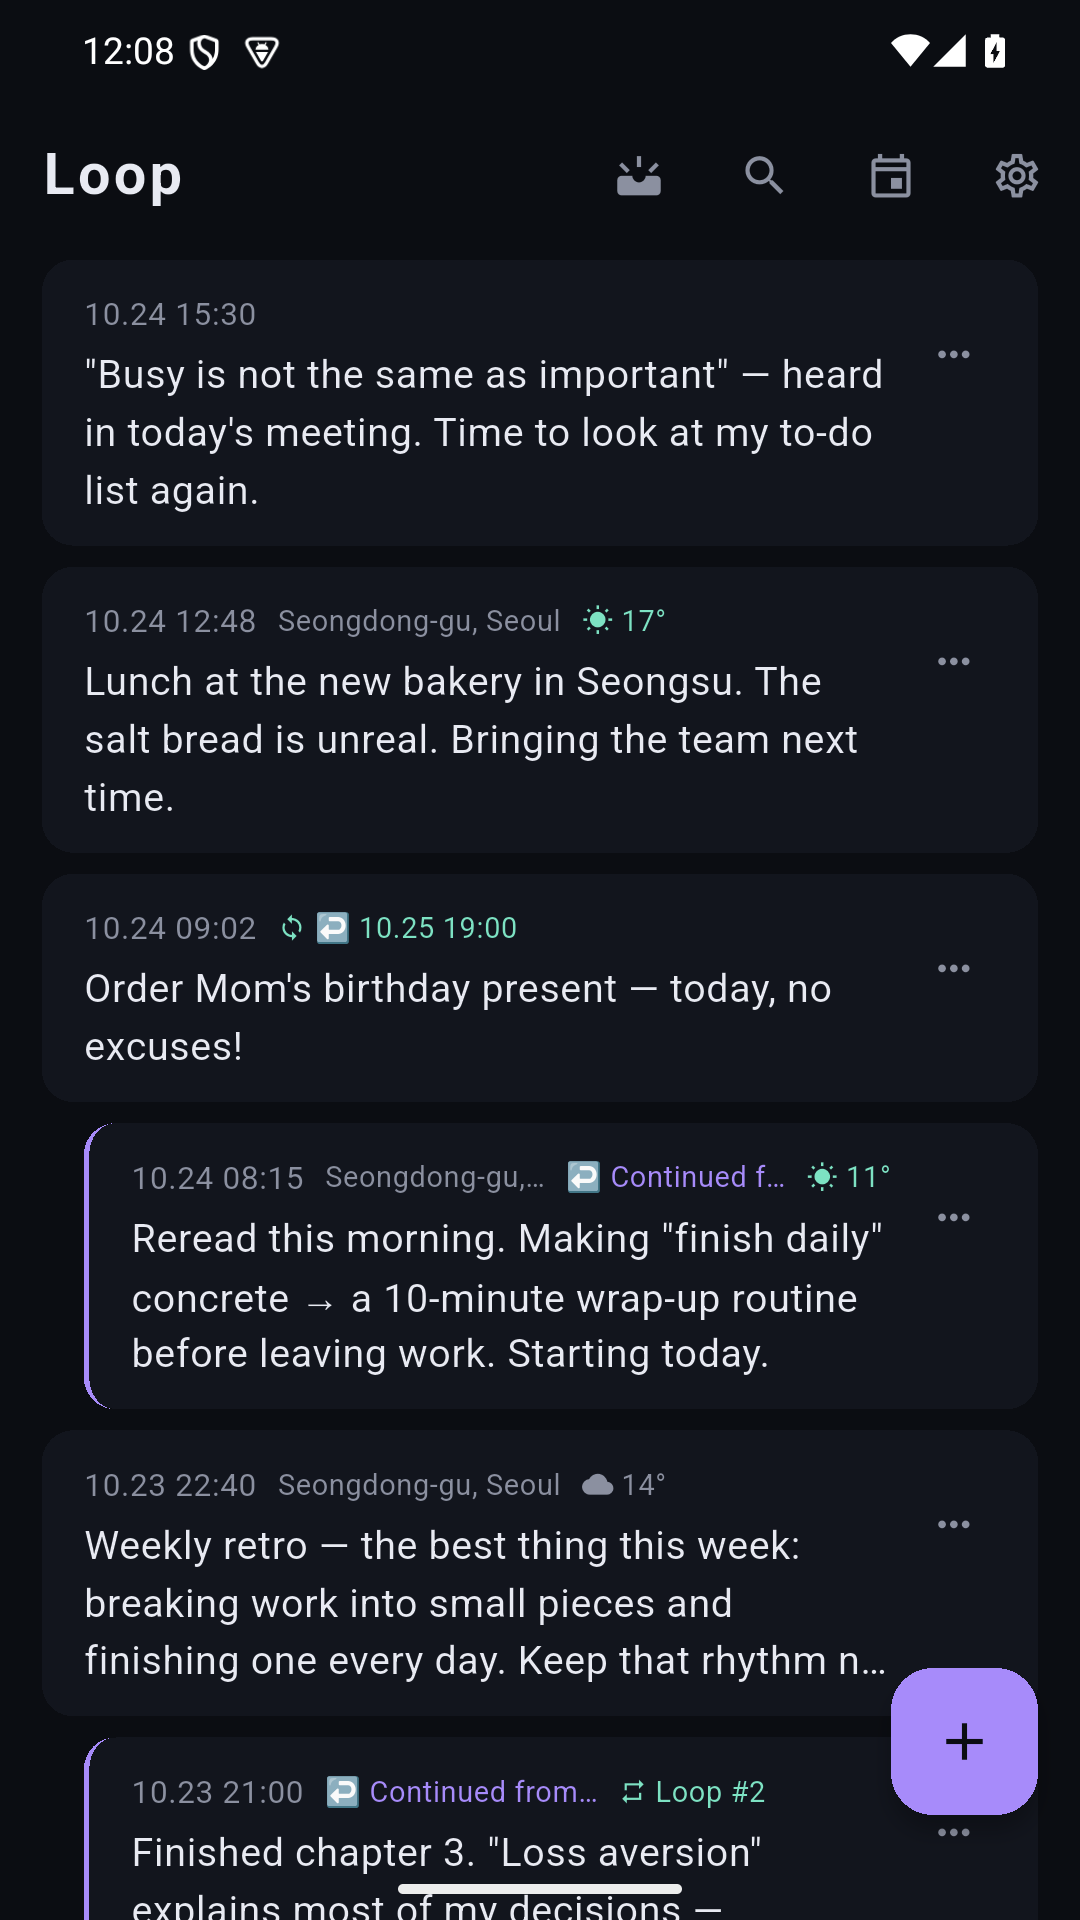 12:08
Loop
10.24 15:30
"Busy is not the same as important" — heard
in today's meeting. Time to look at my to-do
list again.
10.24 12:48 Seongdong-gu, Seoul 17°
Lunch at the new bakery in Seongsu. The
salt bread is unreal. Bringing the team next
time.
10.24 09:02 ↩ 10.25 19:00
Order Mom's birthday present — today, no
excuses!
10.24 08:15 Seongdong-gu,… ↩ Continued f… 11°
Reread this morning. Making "finish daily"
concrete → a 10-minute wrap-up routine
before leaving work. Starting today.
10.23 22:40 Seongdong-gu, Seoul 14°
Weekly retro — the best thing this week:
breaking work into small pieces and
finishing one every day. Keep that rhythm n…
10.23 21:00 ↩ Continued from… Loop #2
Finished chapter 3. "Loss aversion"
explains most of my decisions —